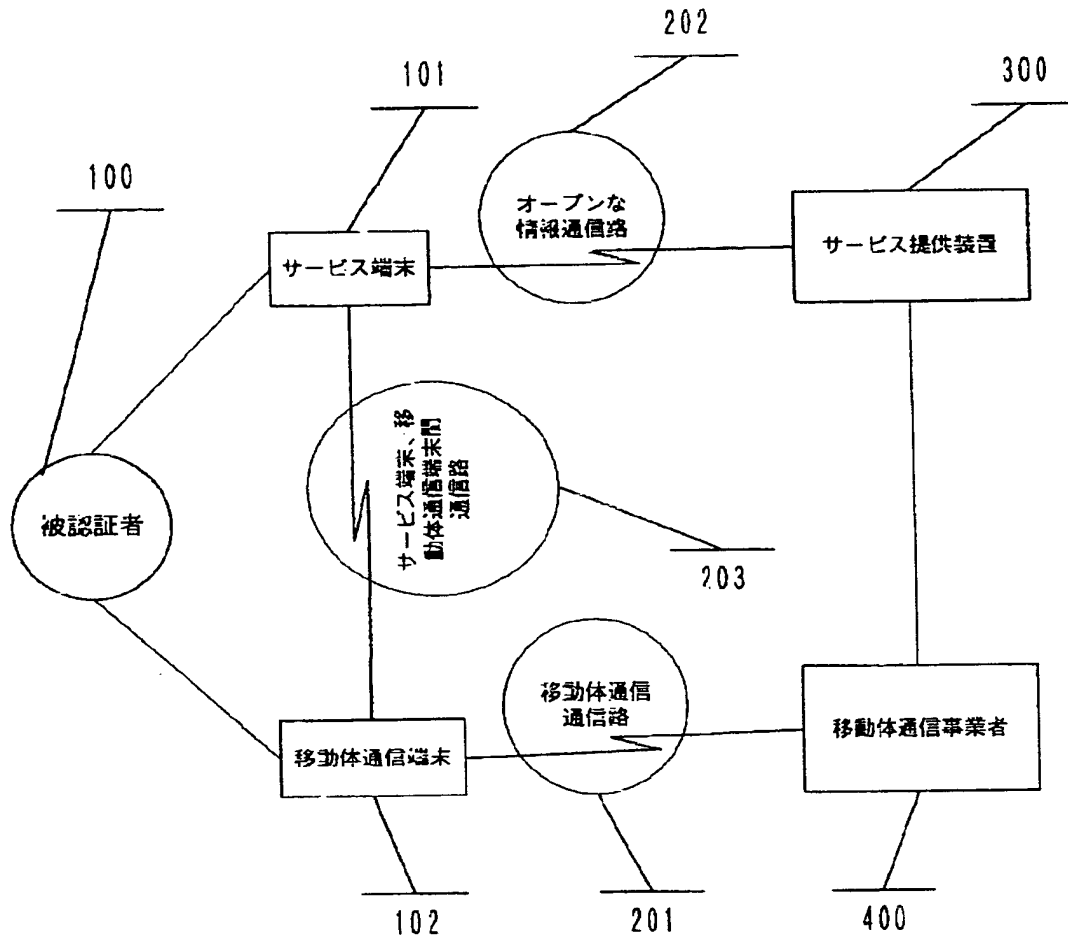 202
101
300
100
オープンな
情報通信路
サービス提供装置
サービス端末
サービス端末、移
動体通信端末間
通信路
被認証者
203
移動体通信
通信路
移動体通信事業者
移動体通信端末
102
201
400